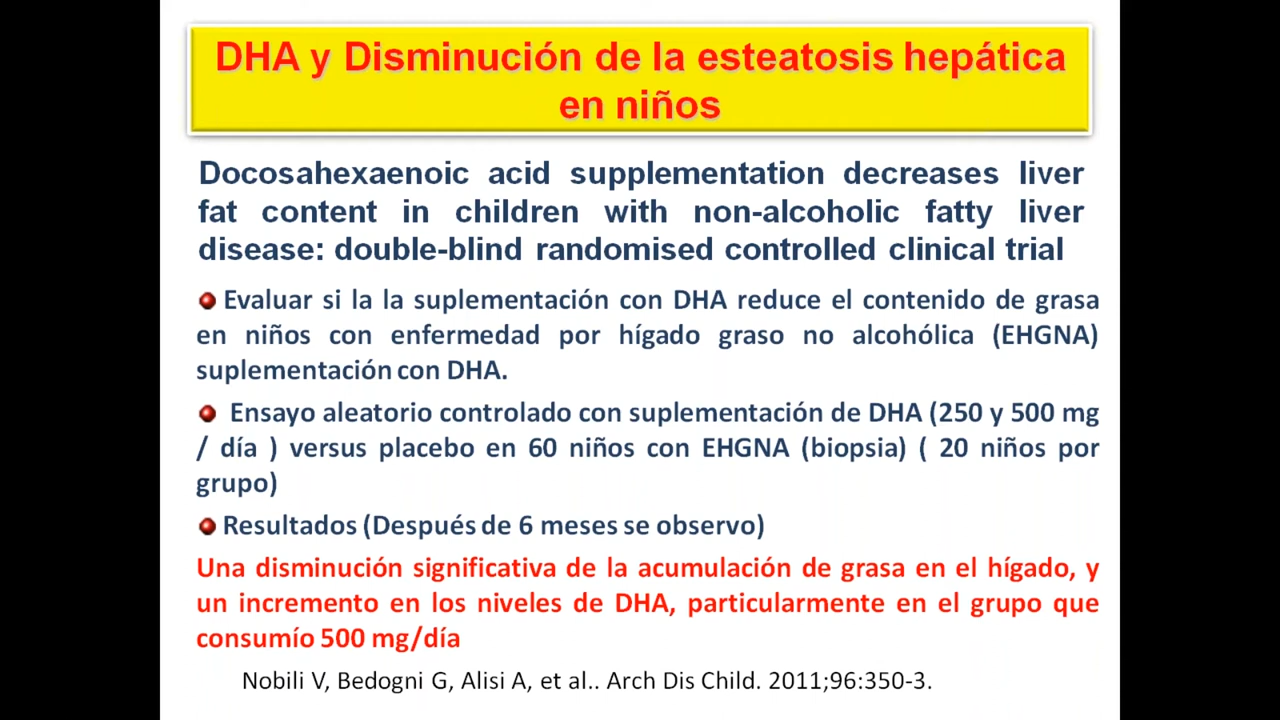 DHA y Disminución de la esteatosis hepática
en niños
Docosahexaenoic acid supplementation decreases liver
fat content in children with non-alcoholic fatty liver
disease: double-blind randomised controlled clinical trial
Evaluar si la la suplementación con DHA reduce el contenido de grasa
en niños con enfermedad por hígado graso no alcohólica (EHGNA)
suplementación con DHA.
Ensayo aleatorio controlado con suplementación de DHA (250 y 500 mg
/ día ) versus placebo en 60 niños con EHGNA (biopsia) ( 20 niños por
grupo)
Resultados (Después de 6 meses se observo)
Una disminución significativa de la acumulación de grasa en el hígado, y
un incremento en los niveles de DHA, particularmente en el grupo que
consumío 500 mg/día
Nobili V, Bedogni G, Alisi A, et al.. Arch Dis Child. 2011;96:350-3.